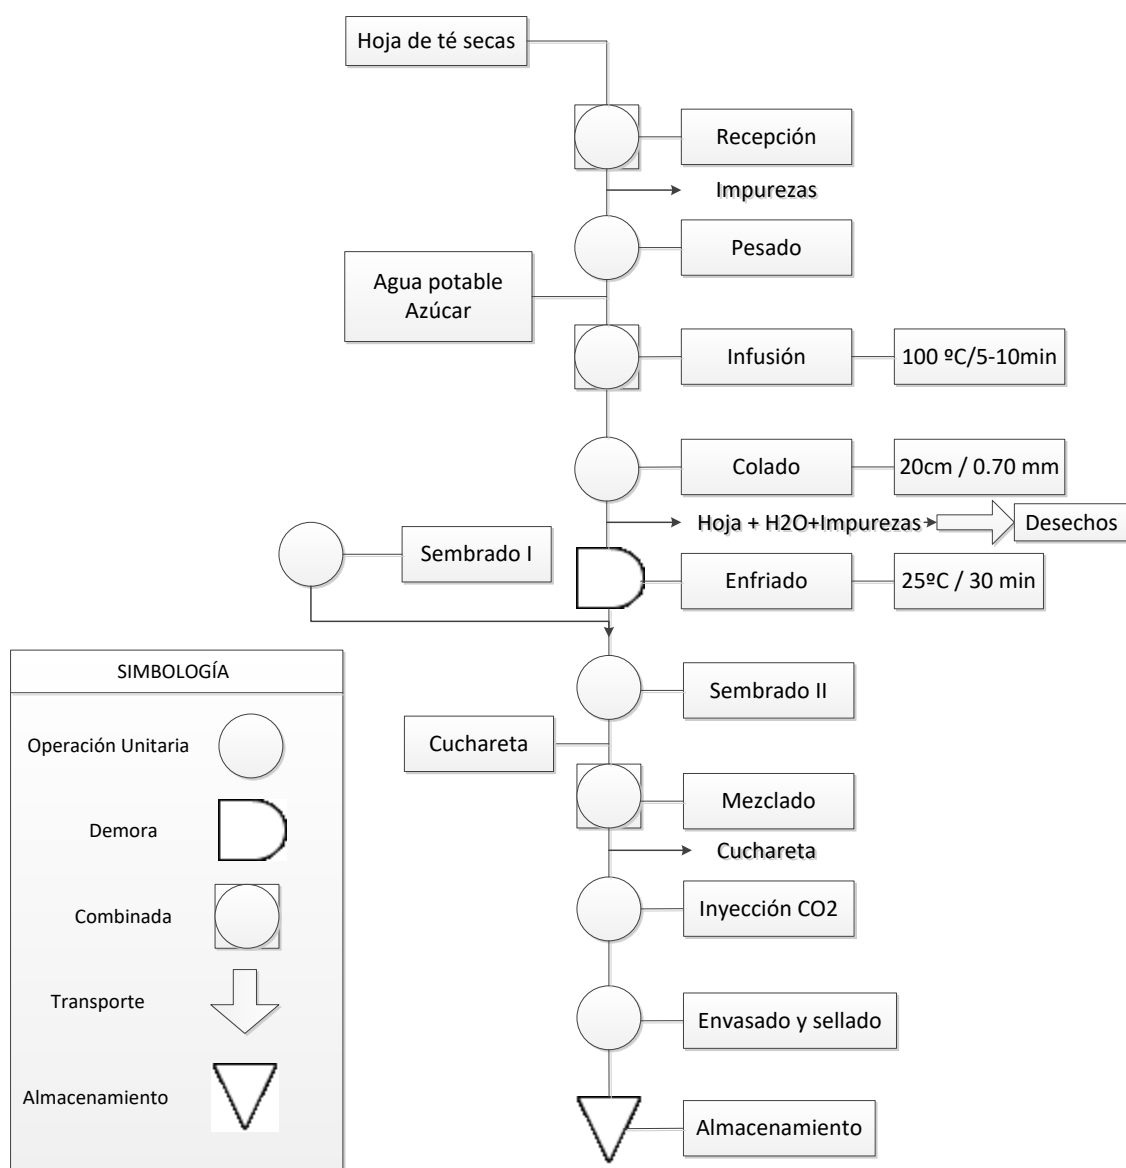 Hoja de té secas
Recepción
Impurezas
Pesado
Agua potable
Azúcar
Infusión
100 ºC/5-10min
Colado
20cm / 0.70 mm
Hoja + H2O+Impurezas
Desechos
Sembrado I
Enfriado
25ºC / 30 min
Sembrado II
Cuchareta
Mezclado
Cuchareta
Inyección CO2
Envasado y sellado
Almacenamiento
SIMBOLOGÍA
Operación Unitaria
Demora
Combinada
Transporte
Almacenamiento